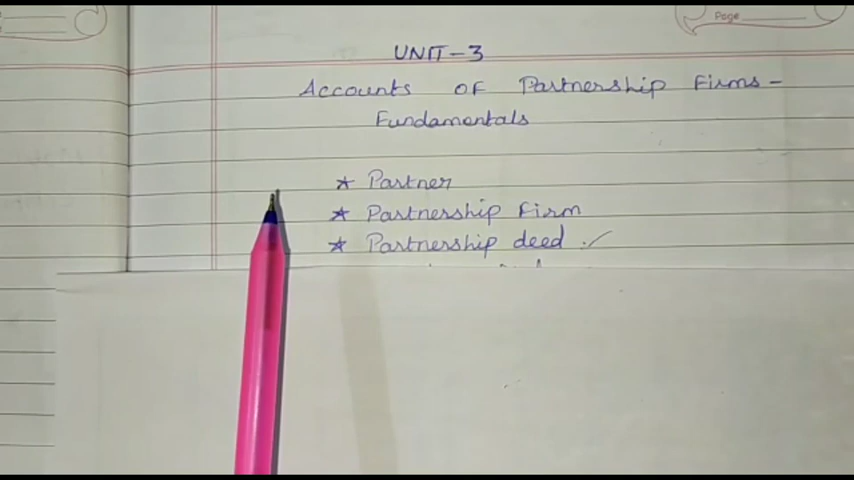 Page
UNIT-3
Accounts of Partnership Firms-
Fundamentals
★ Partner
★ Partnership Firm
★ Partnership deed ✓